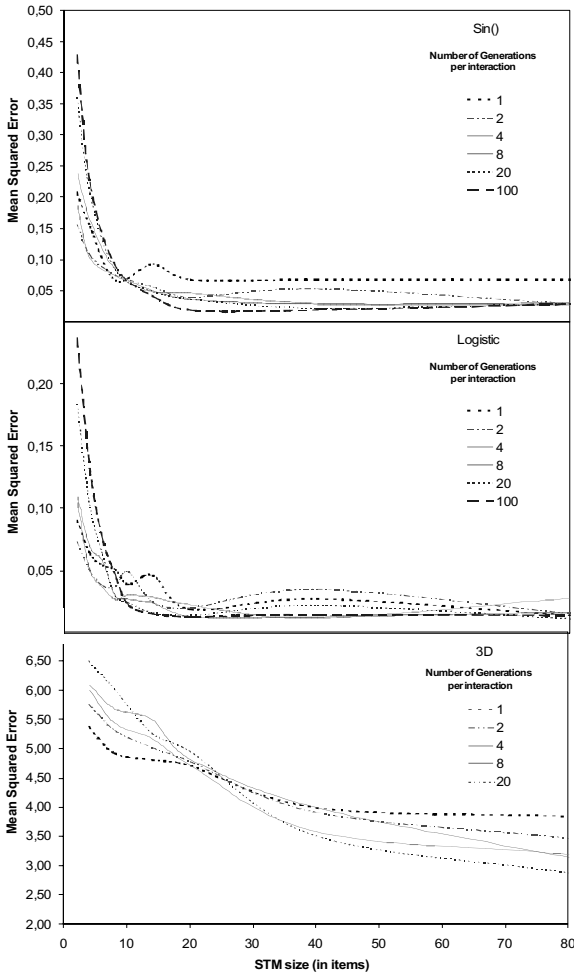 0,50
0,45
0,40
0,35
0,30
0,25
0,20
0,15
0,10
0,05
Mean Squared Error
Sin()
Number of Generations
per interaction
1
2
4
8
20
100
0,20
0,15
0,10
0,05
Mean Squared Error
Logistic
Number of Generations
per interaction
1
2
4
8
20
100
6,50
6,00
5,50
5,00
4,50
4,00
3,50
3,00
2,50
2,00
Mean Squared Error
3D
Number of Generations
per interaction
1
2
4
8
20
0 10 20 30 40 50 60 70 80
STM size (in items)